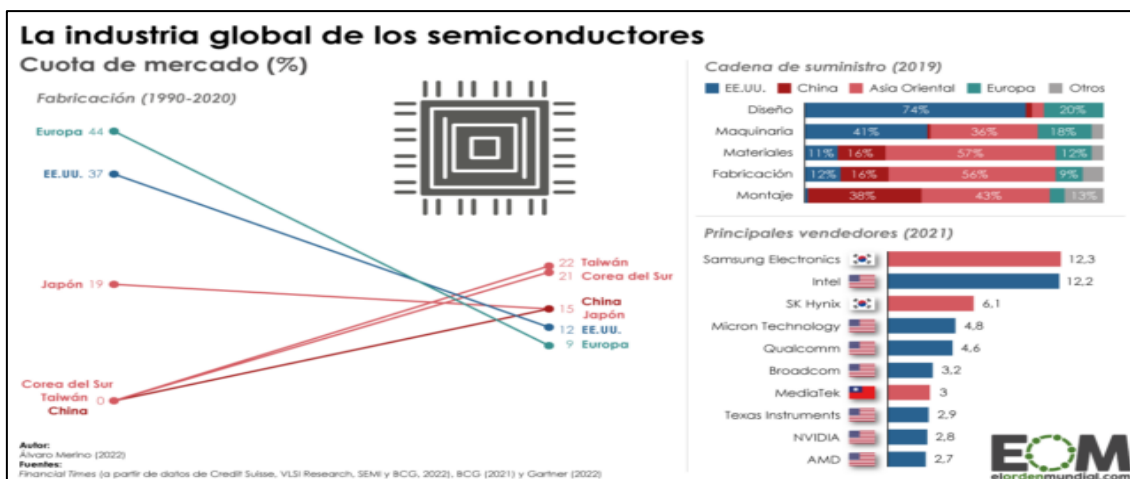 La industria global de los semiconductores
Cuota de mercado (%)
Fabricación (1990-2020)
Europa 44
EE.UU. 37
Japón 19
Corea del Sur
Taiwán 0
China
22 Taiwán
21 Corea del Sur
China
15
Japón
12 EE.UU.
9 Europa
Cadena de suministro (2019)
EE.UU. China Asia Oriental Europa Otros
Diseño 74% 20%
Maquinaria 41% 36% 18%
Materiales 11% 16% 57% 12%
Fabricación 12% 16% 56% 9%
Montaje 38% 43% 13%
Principales vendedores (2021)
Samsung Electronics 12,3
Intel 12,2
SK Hynix 6,1
Micron Technology 4,8
Qualcomm 4,6
Broadcom 3,2
MediaTek 3
Texas Instruments 2,9
NVIDIA 2,8
AMD 2,7
Autor:
Álvaro Merino (2022)
Fuentes:
Financial Times (a partir de datos de Credit Suisse, VLSI Research, SEMI y BCG, 2022), BCG (2021) y Gartner (2022)
EOM
elordenmundial.com